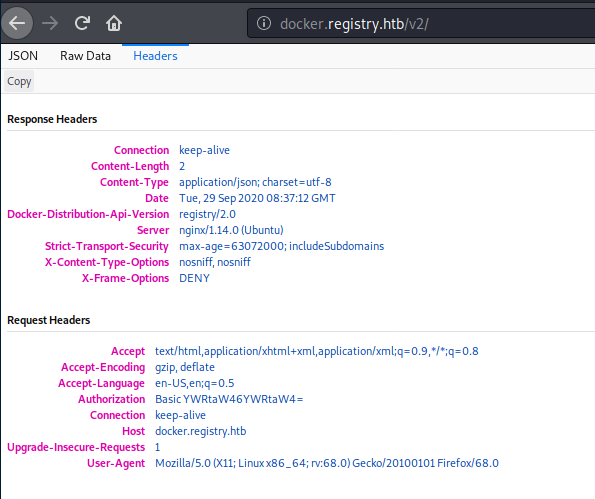 docker.registry.htb/v2/
JSON Raw Data Headers
Copy
Response Headers
Connection keep-alive
Content-Length 2
Content-Type application/json; charset=utf-8
Date Tue, 29 Sep 2020 08:37:12 GMT
Docker-Distribution-Api-Version registry/2.0
Server nginx/1.14.0 (Ubuntu)
Strict-Transport-Security max-age=63072000; includeSubdomains
X-Content-Type-Options nosniff, nosniff
X-Frame-Options DENY
Request Headers
Accept text/html,application/xhtml+xml,application/xml;q=0.9,*/*;q=0.8
Accept-Encoding gzip, deflate
Accept-Language en-US,en;q=0.5
Authorization Basic YWRtaW46YWRtaW4=
Connection keep-alive
Host docker.registry.htb
Upgrade-Insecure-Requests 1
User-Agent Mozilla/5.0 (X11; Linux x86_64; rv:68.0) Gecko/20100101 Firefox/68.0